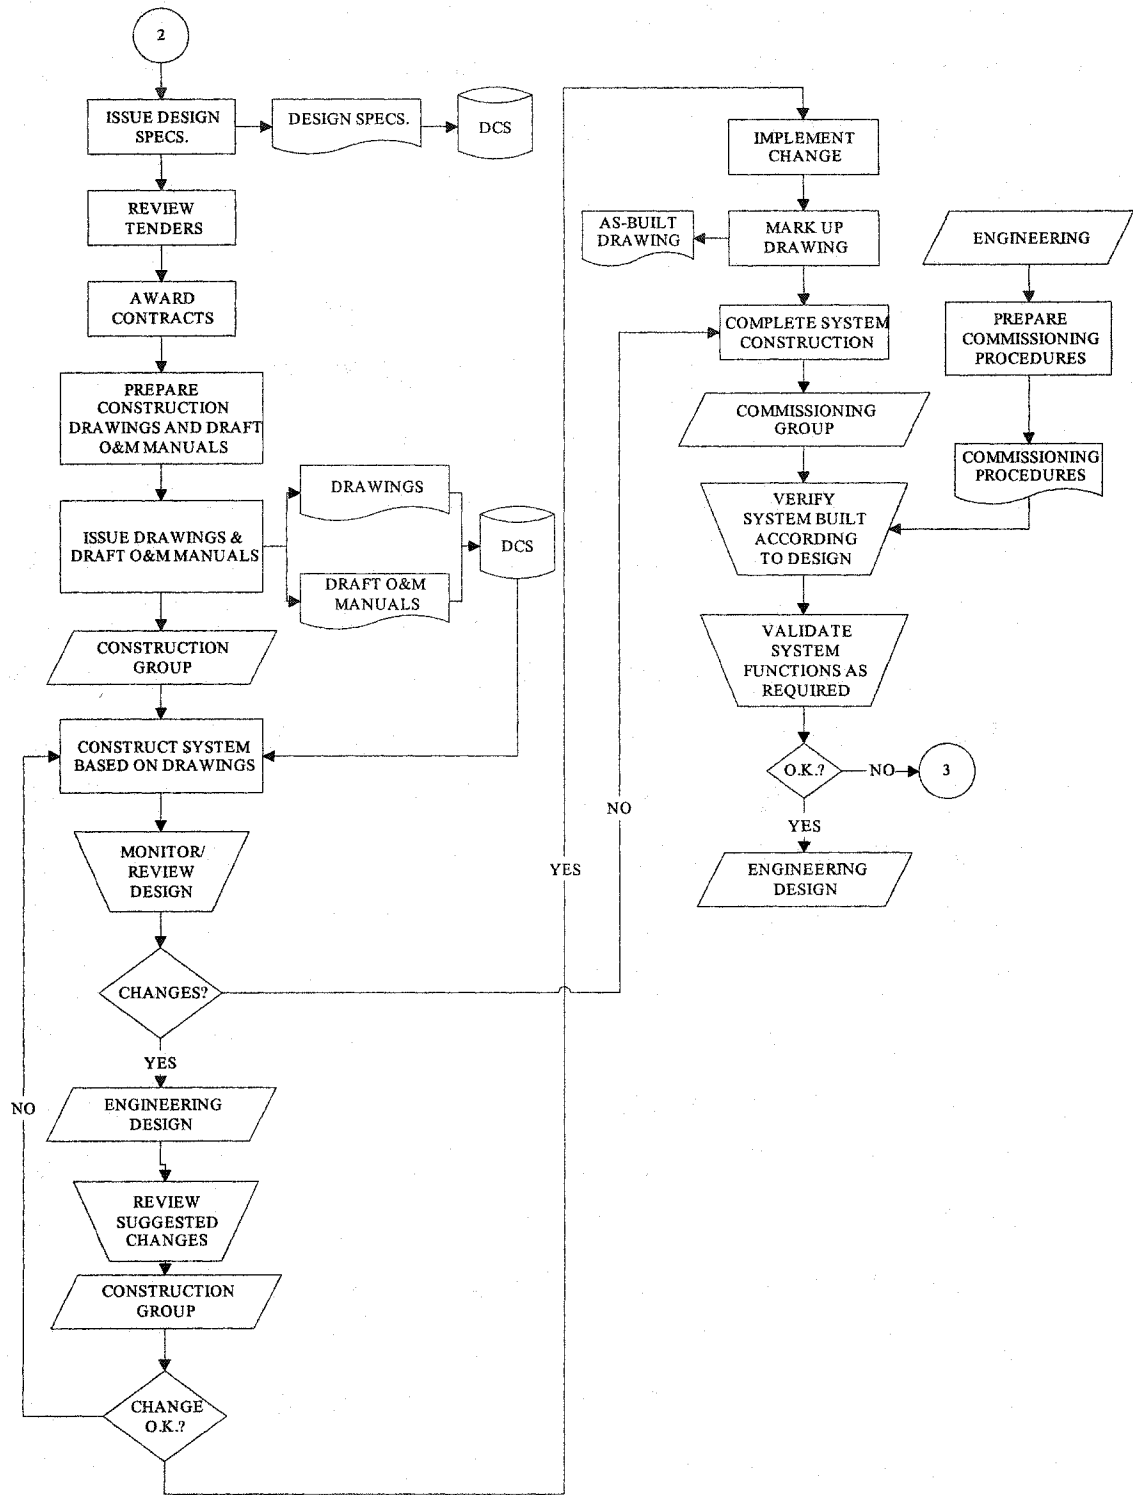 2
ISSUE DESIGN
SPECS.
DESIGN SPECS.
DCS
REVIEW
TENDERS
AWARD
CONTRACTS
PREPARE
CONSTRUCTION
DRAWINGS AND DRAFT
O&M MANUALS
ISSUE DRAWINGS &
DRAFT O&M MANUALS
DRAWINGS
DRAFT O&M
MANUALS
DCS
CONSTRUCTION
GROUP
CONSTRUCT SYSTEM
BASED ON DRAWINGS
MONITOR/
REVIEW
DESIGN
CHANGES?
YES
NO
ENGINEERING
DESIGN
REVIEW
SUGGESTED
CHANGES
CONSTRUCTION
GROUP
CHANGE
O.K.?
NO
YES
IMPLEMENT
CHANGE
AS-BUILT
DRAWING
MARK UP
DRAWING
ENGINEERING
COMPLETE SYSTEM
CONSTRUCTION
PREPARE
COMMISSIONING
PROCEDURES
COMMISSIONING
GROUP
COMMISSIONING
PROCEDURES
VERIFY
SYSTEM BUILT
ACCORDING
TO DESIGN
VALIDATE
SYSTEM
FUNCTIONS AS
REQUIRED
O.K.?
NO
3
YES
ENGINEERING
DESIGN